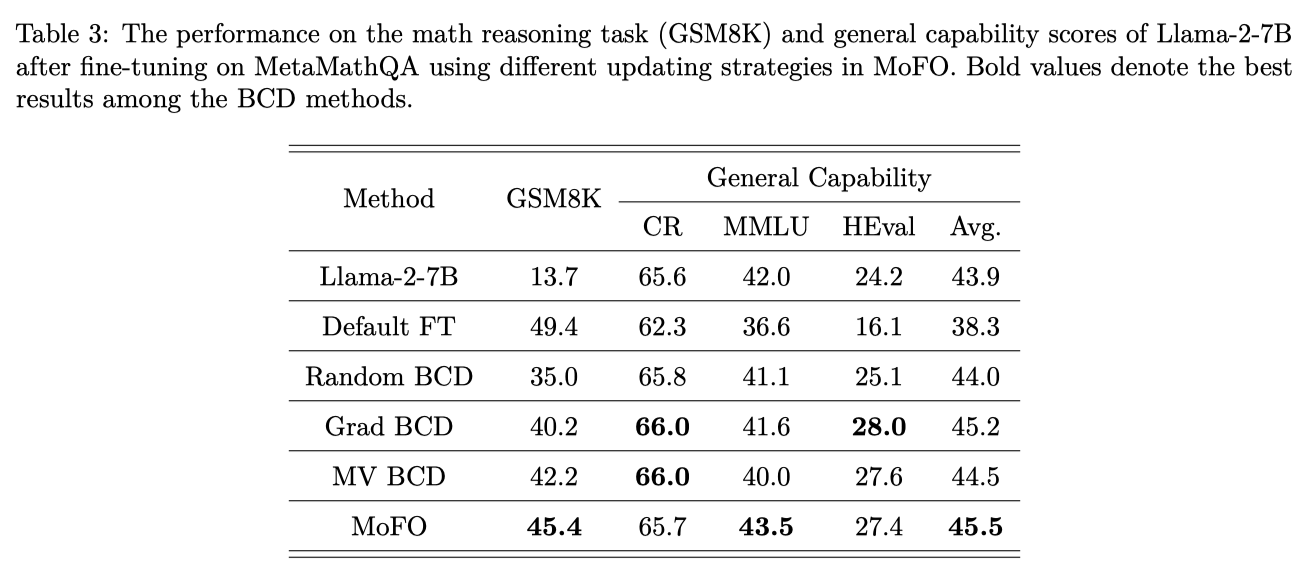 Table 3: The performance on the math reasoning task (GSM8K) and general capability scores of Llama-2-7B
after fine-tuning on MetaMathQA using different updating strategies in MoFO. Bold values denote the best
results among the BCD methods.
Method GSM8K General Capability
CR MMLU HEval Avg.
Llama-2-7B 13.7 65.6 42.0 24.2 43.9
Default FT 49.4 62.3 36.6 16.1 38.3
Random BCD 35.0 65.8 41.1 25.1 44.0
Grad BCD 40.2 66.0 41.6 28.0 45.2
MV BCD 42.2 66.0 40.0 27.6 44.5
MoFO 45.4 65.7 43.5 27.4 45.5